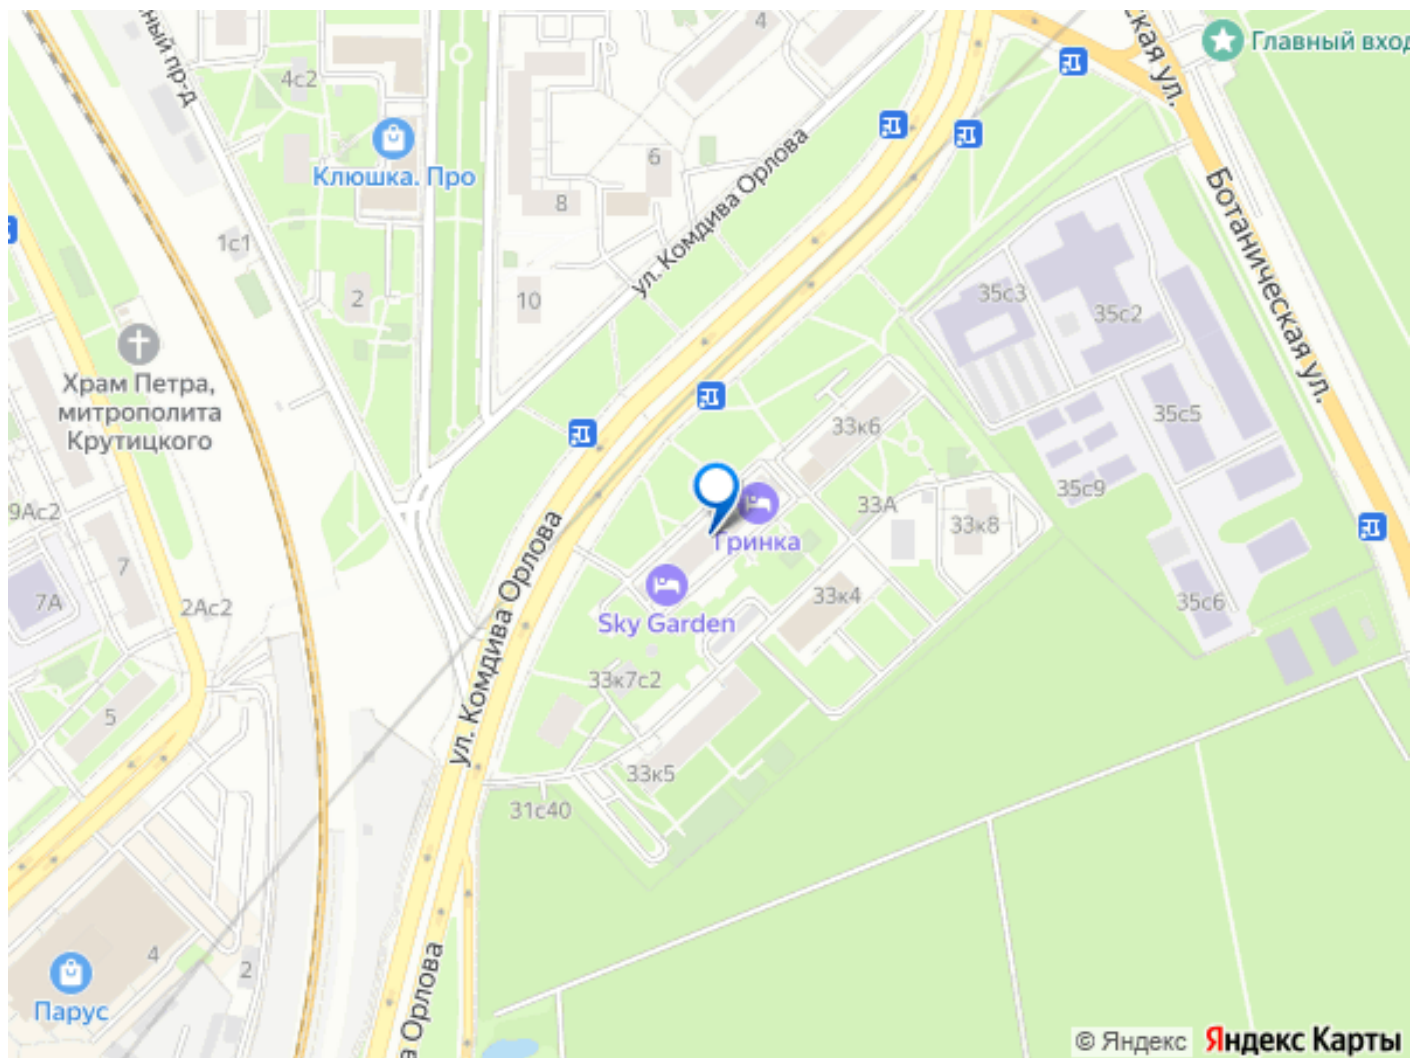 4
ская ул.
Главный вход
ный пр-д
4с2
Клюшка. Про
6
8
ул. Комдива Орлова
Ботаническая ул.
1с1
2
10
35с3
35с2
Храм Петра,
митрополита
Крутицкого
33к6
35с5
35с9
9Ас2
33А
33к8
Гринка
7
7А
2Ас2
ул. Комдива Орлова
Sky Garden
33к4
35с6
33к7с2
5
33к5
31с40
4
2
Парус
а Орлова
© Яндекс Яндекс Карты